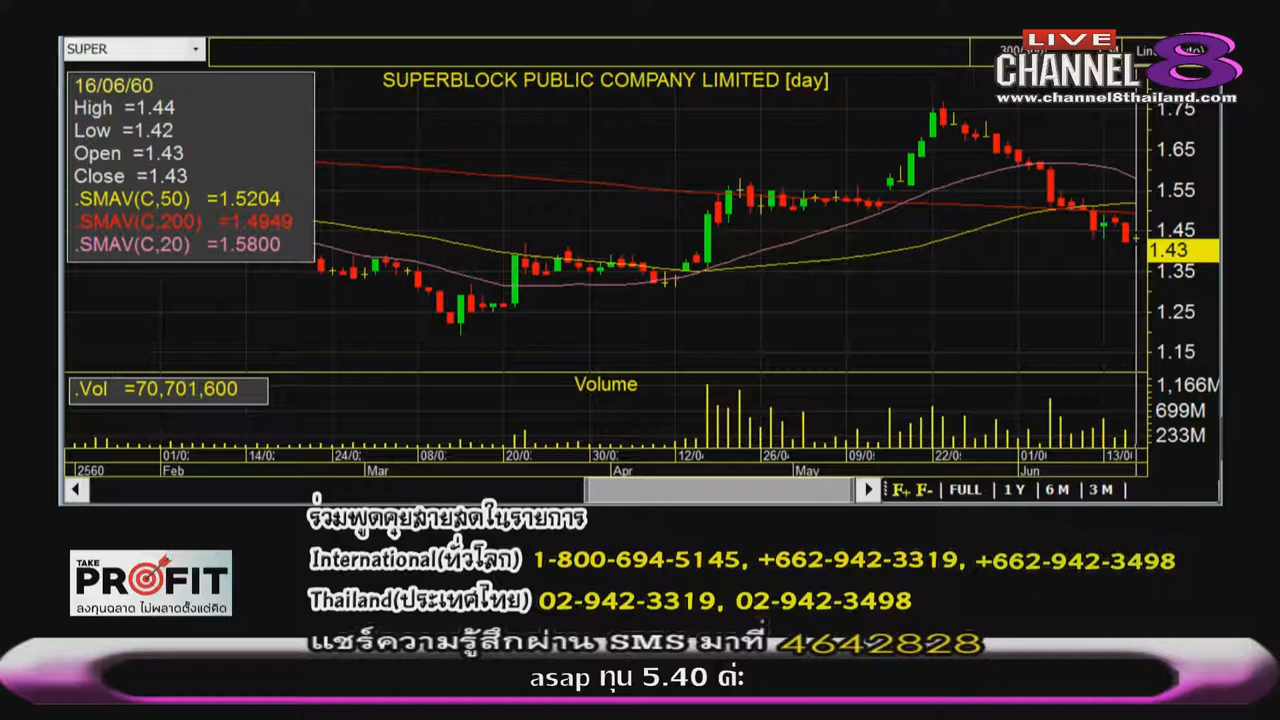 SUPER
LIVE
CHANNEL 8
www.channel8thailand.com
SUPERBLOCK PUBLIC COMPANY LIMITED [day]
16/06/60
High =1.44
Low =1.42
Open =1.43
Close =1.43
.SMAV(C,50) =1.5204
.SMAV(C,200) =1.4949
.SMAV(C,20) =1.5800
1.75
1.65
1.55
1.45
1.43
1.35
1.25
1.15
.Vol =70,701,600
Volume
1,166M
699M
233M
01/0 14/0 24/0 08/0 20/0 30/0 12/0 26/0 09/0 22/0 01/0 13/0
2560 Feb Mar Apr May Jun
F+ F- FULL 1 Y 6 M 3 M
ร่วมพูดคุยสายสดในรายการ
International(ทั่วโลก) 1-800-694-5145, +662-942-3319, +662-942-3498
Thailand(ประเทศไทย) 02-942-3319, 02-942-3498
TAKE
PROFIT
ลงทุนฉลาด ไม่พลาดตั้งแต่คิด
แชร์ความรู้สึกผ่าน SMS มาที่ 4642828
asap ทุน 5.40 ค่ะ